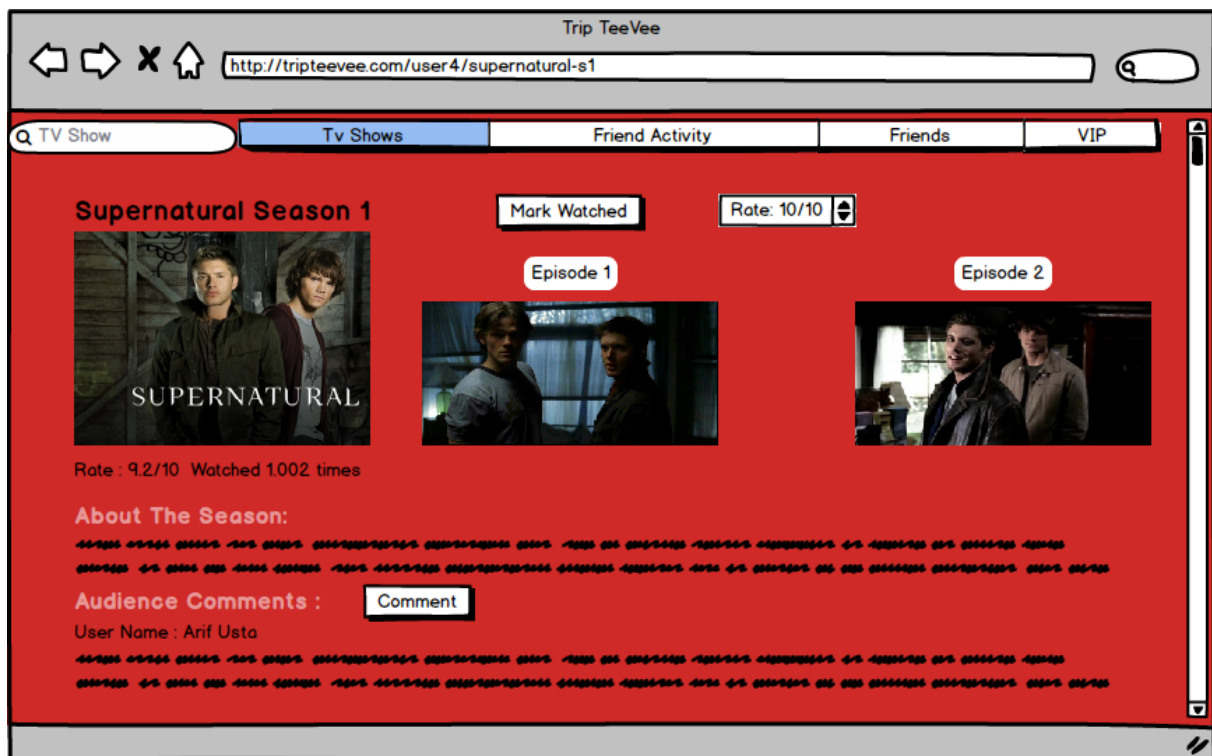 Trip TeeVee
http://tripteevee.com/user4/supernatural-s1
TV Show
Tv Shows
Friend Activity
Friends
VIP
Supernatural Season 1
Mark Watched
Rate: 10/10
Episode 1
Episode 2
SUPERNATURAL
Rate : 9.2/10 Watched 1.002 times
About The Season:
Audience Comments :
Comment
User Name : Arif Usta